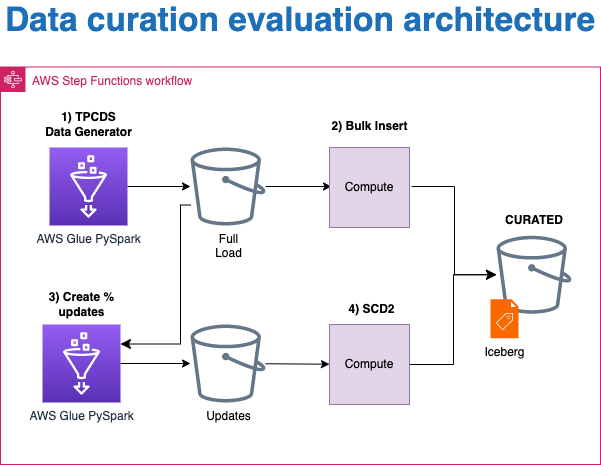 Data curation evaluation architecture
AWS Step Functions workflow
1) TPCDS
Data Generator
AWS Glue PySpark
Full
Load
2) Bulk Insert
Compute
CURATED
Iceberg
3) Create %
updates
AWS Glue PySpark
Updates
4) SCD2
Compute